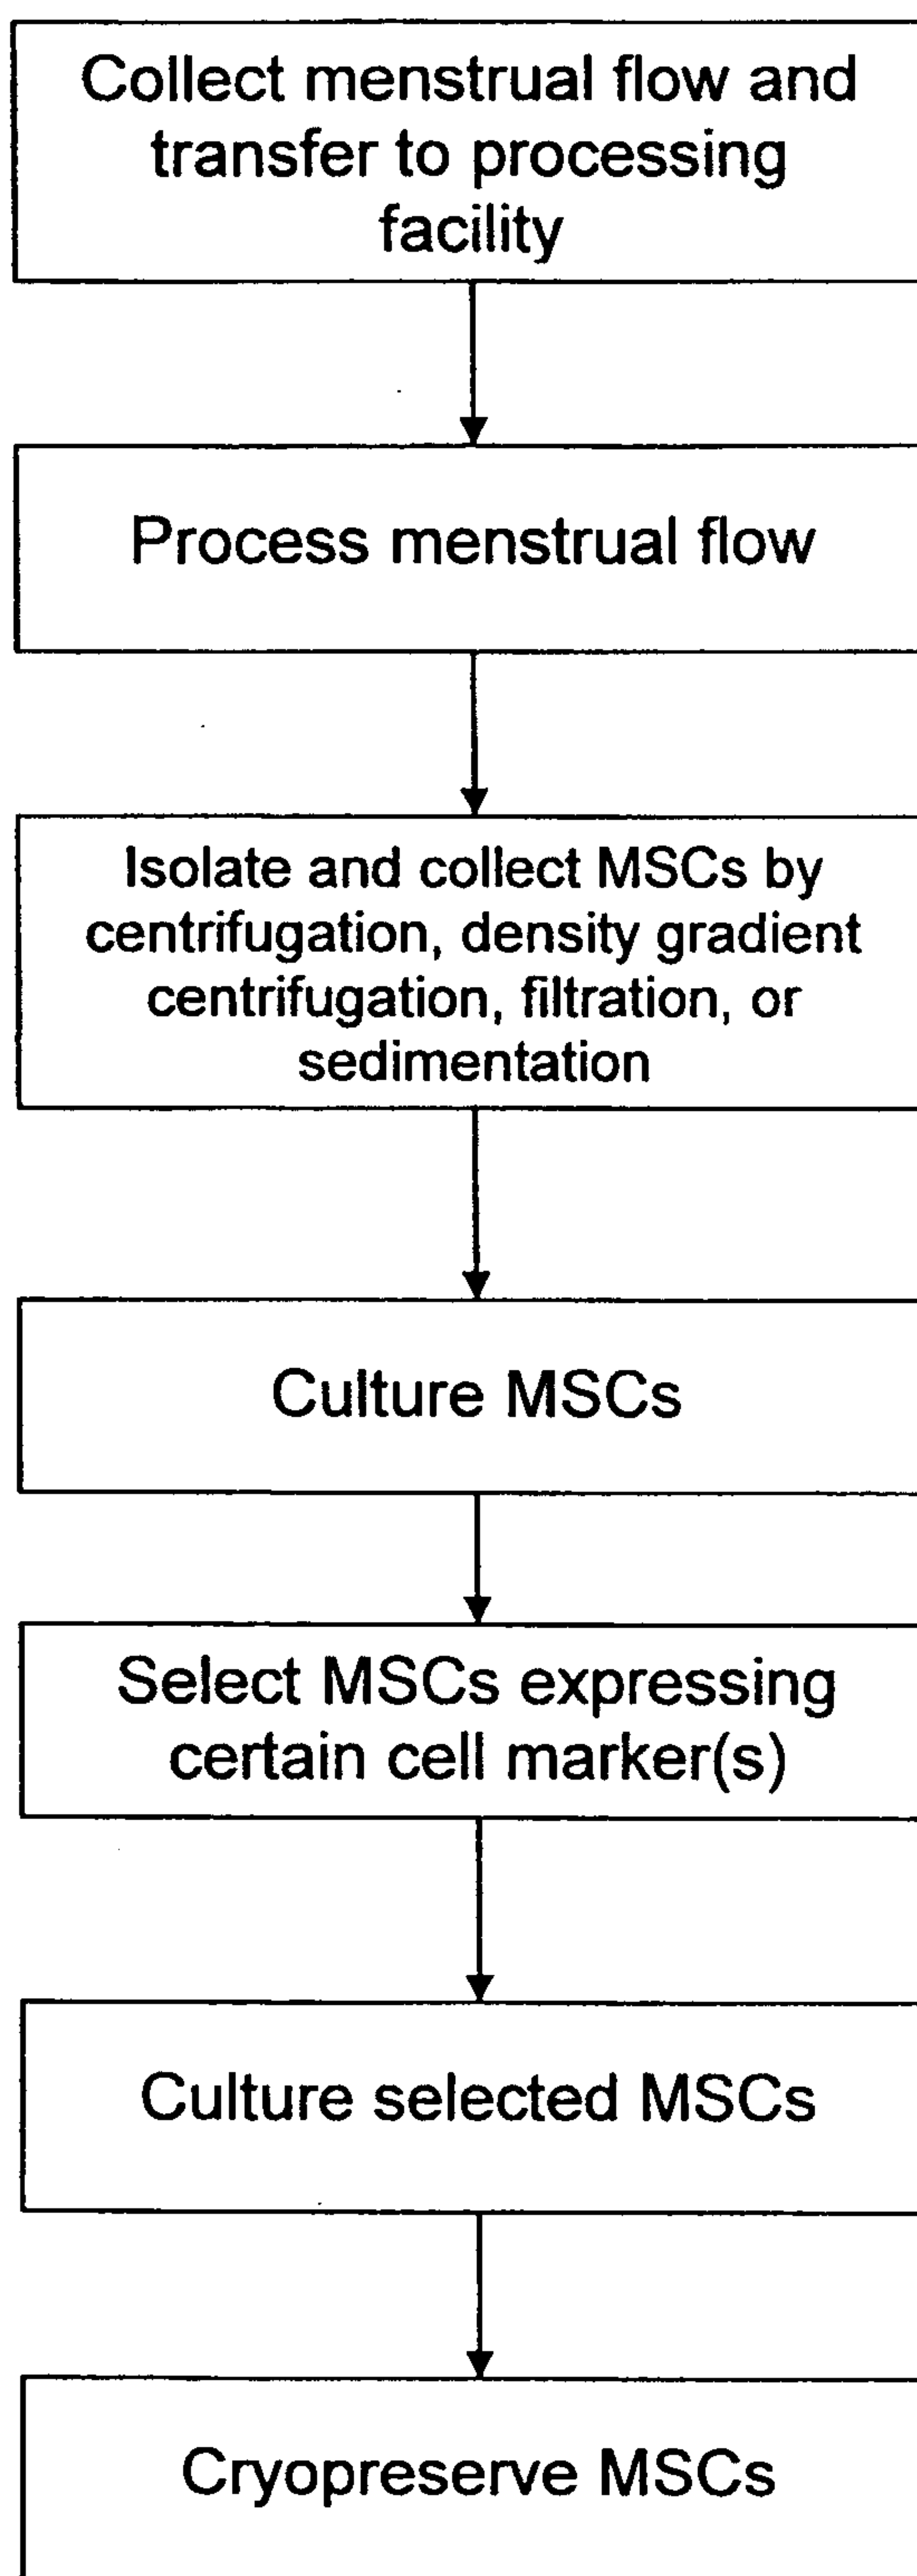 Collect menstrual flow and
transfer to processing
facility
Process menstrual flow
Isolate and collect MSCs by
centrifugation, density gradient
centrifugation, filtration, or
sedimentation
Culture MSCs
Select MSCs expressing
certain cell marker(s)
Culture selected MSCs
Cryopreserve MSCs